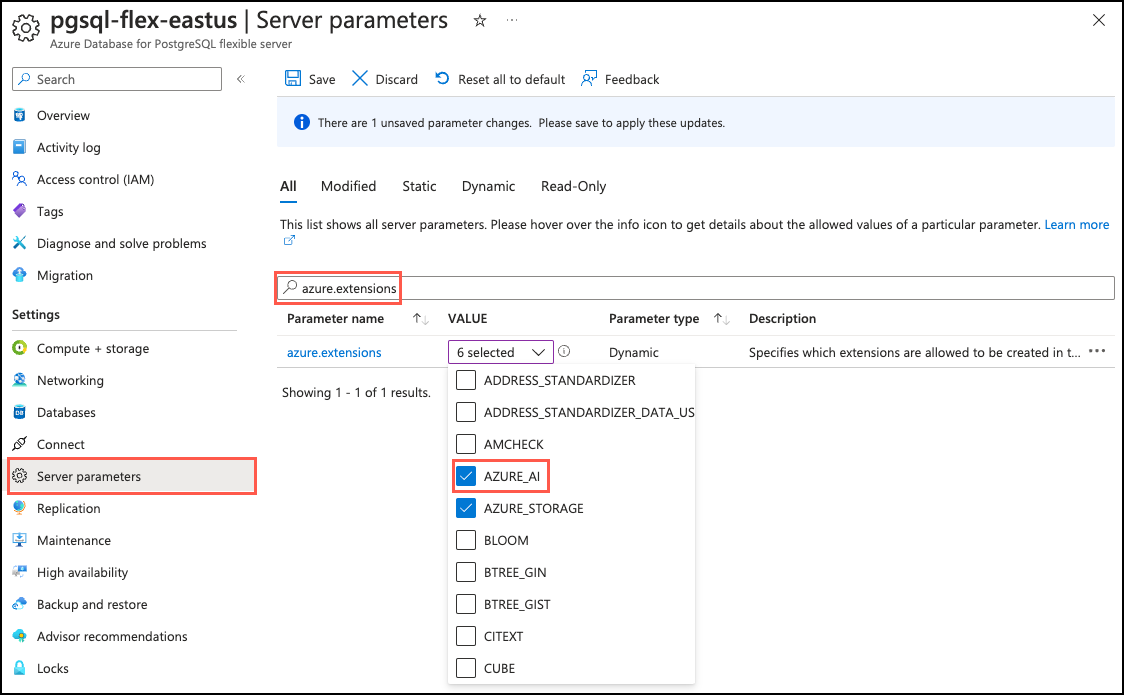 pgsql-flex-eastus | Server parameters ☆ ...
Azure Database for PostgreSQL flexible server
Search
«
Overview
Activity log
Access control (IAM)
Tags
Diagnose and solve problems
Migration
Settings
Compute + storage
Networking
Databases
Connect
Server parameters
Replication
Maintenance
High availability
Backup and restore
Advisor recommendations
Locks
Save Discard Reset all to default Feedback
There are 1 unsaved parameter changes. Please save to apply these updates.
All Modified Static Dynamic Read-Only
This list shows all server parameters. Please hover over the info icon to get details about the allowed values of a particular parameter. Learn more
azure.extensions
Parameter name ↑↓ VALUE Parameter type ↑↓ Description
azure.extensions 6 selected Dynamic Specifies which extensions are allowed to be created in t... •••
Showing 1 - 1 of 1 results.
ADDRESS_STANDARDIZER
ADDRESS_STANDARDIZER_DATA_US
AMCHECK
AZURE_AI
AZURE_STORAGE
BLOOM
BTREE_GIN
BTREE_GIST
CITEXT
CUBE